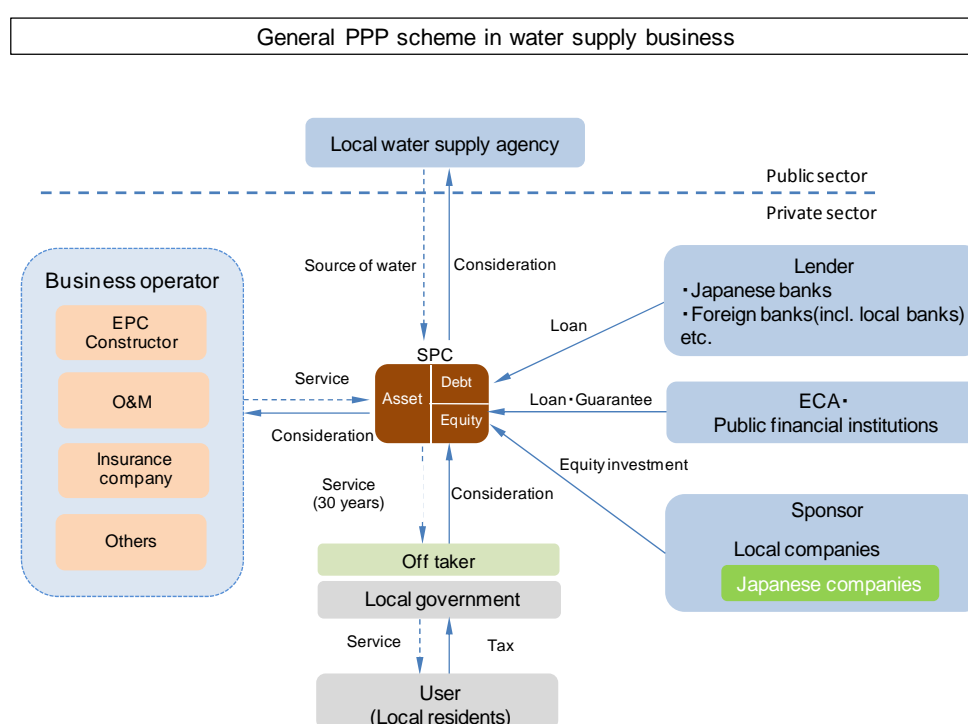 General PPP scheme in water supply business
Local water supply agency
Public sector
Private sector
Source of water
Consideration
Business operator
EPC
Constructor
O&M
Insurance
company
Others
Lender
・Japanese banks
・Foreign banks(incl. local banks)
etc.
Loan
SPC
Asset
Debt
Equity
Service
Consideration
Loan・Guarantee
ECA・
Public financial institutions
Equity investment
Service
(30 years)
Consideration
Sponsor
Local companies
Japanese companies
Off taker
Local government
Service
Tax
User
(Local residents)